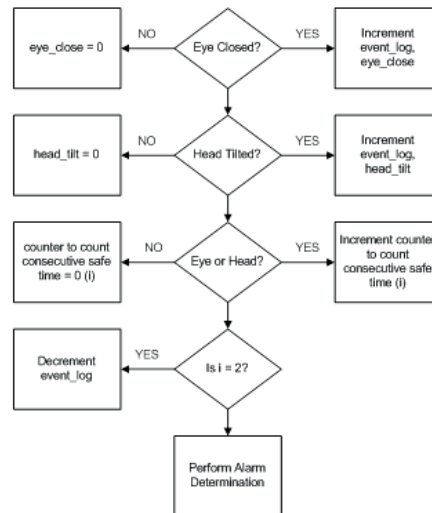 eye_close = 0
NO
Eye Closed?
YES
Increment
event_log,
eye_close
head_tilt = 0
NO
Head Tilted?
YES
Increment
event_log,
head_tilt
counter to count
consecutive safe
time = 0 (i)
NO
Eye or Head?
YES
Increment counter
to count
consecutive safe
time (i)
Decrement
event_log
YES
Is i = 2?
Perform Alarm
Determination